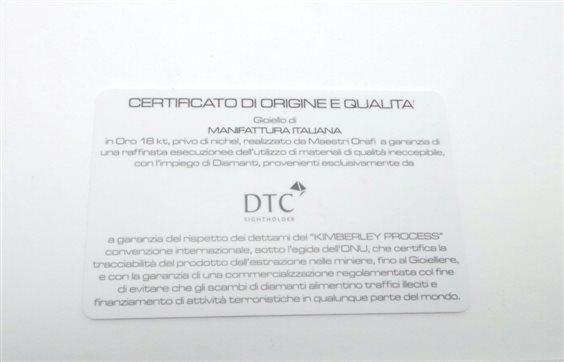 CERTIFICATO DI ORIGINE E QUALITA'
Gioiello di
MANIFATTURA ITALIANA
in Oro 18 kt, privo di nichel, realizzato da Maestri Orafi a garanzia di
una raffinata esecuzionee dell'utilizzo di materiali di qualità ineccepibile,
con l'impiego di Diamanti, provenienti esclusivamente da
DTC
SIGHTHOLDER
a garanzia del rispetto dei dettami del "KIMBERLEY PROCESS"
convenzione internazionale, sotto l'egida dell'ONU, che certifica la
tracciabilità del prodotto dall'estrazione nelle miniere, fino al Gioielliere,
e con la garanzia di una commercializzazione regolamentata col fine
di evitare che gli scambi di diamanti alimentino traffici illeciti e
finanziamento di attività terroristiche in qualunque parte del mondo.